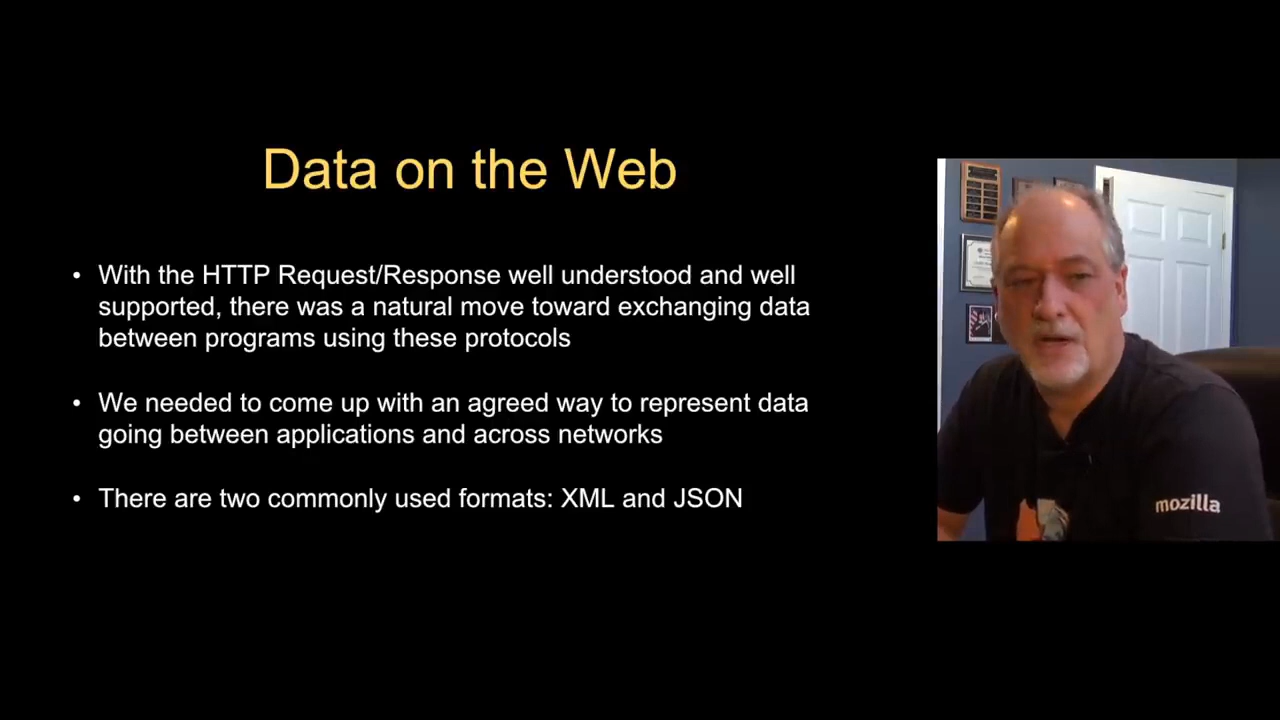 Data on the Web
• With the HTTP Request/Response well understood and well
supported, there was a natural move toward exchanging data
between programs using these protocols
• We needed to come up with an agreed way to represent data
going between applications and across networks
• There are two commonly used formats: XML and JSON
mozilla